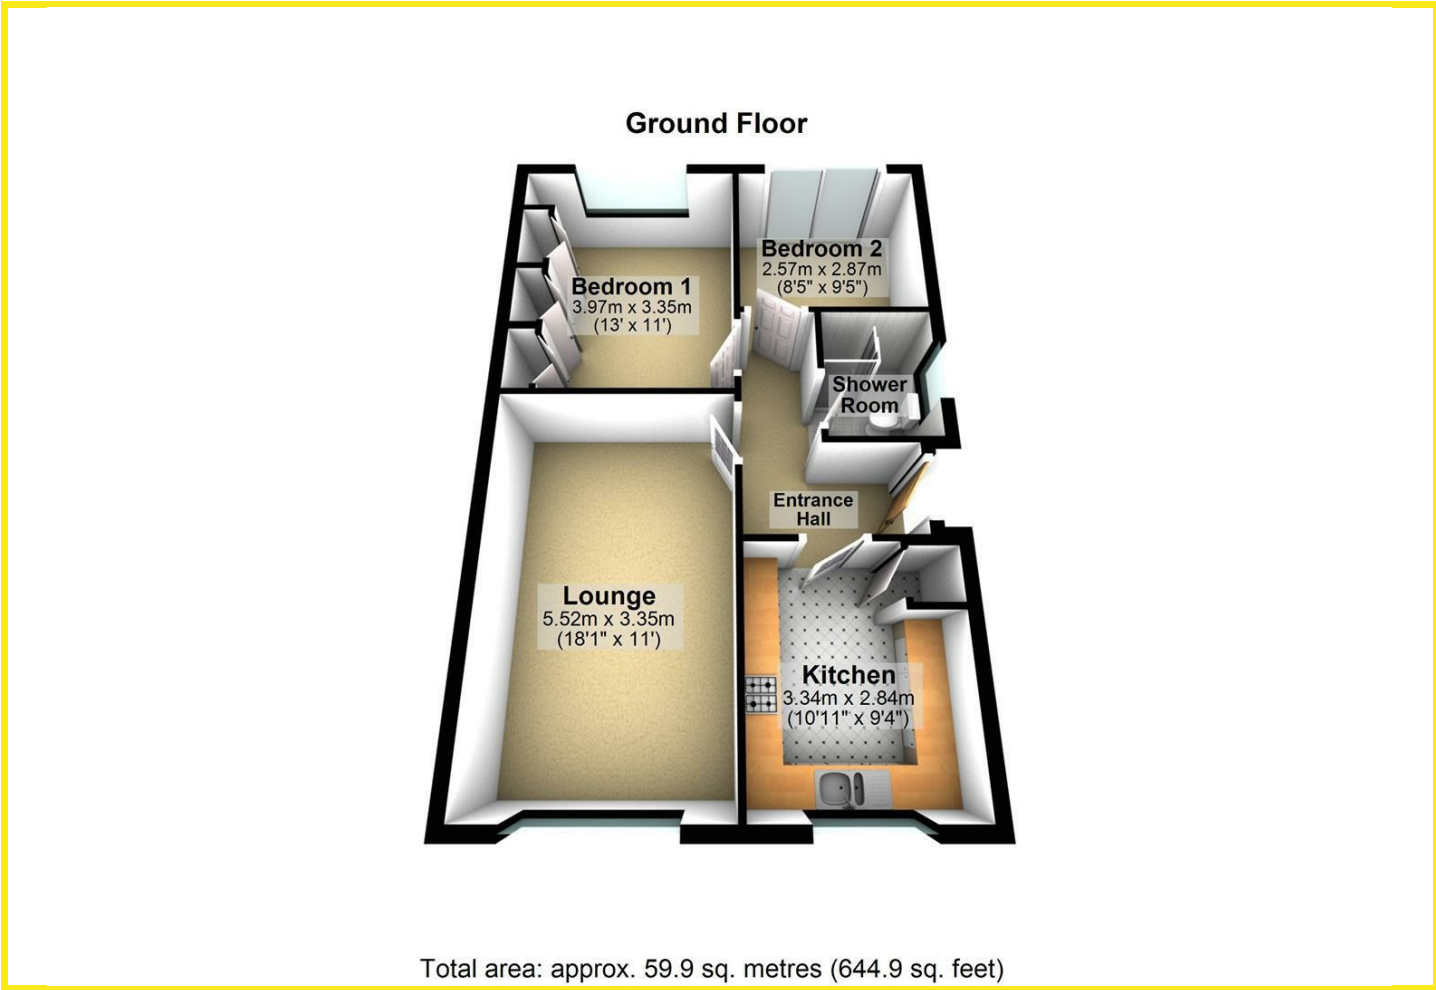 Ground Floor
Bedroom 1
3.97m x 3.35m
(13' x 11')
Bedroom 2
2.57m x 2.87m
(8'5" x 9'5")
Shower
Room
Entrance
Hall
Lounge
5.52m x 3.35m
(18'1" x 11')
Kitchen
3.34m x 2.84m
(10'11" x 9'4")
Total area: approx. 59.9 sq. metres (644.9 sq. feet)